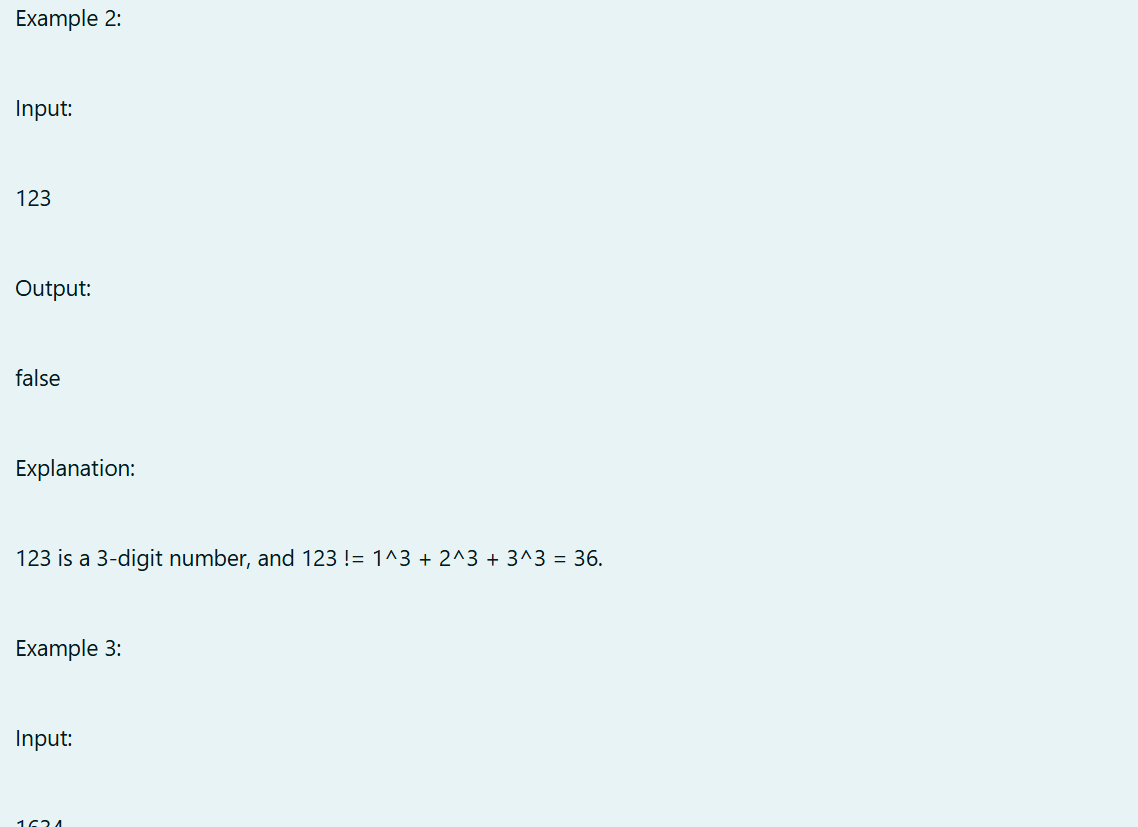 Example 2:
Input:
123
Output:
false
Explanation:
123 is a 3-digit number, and 123 != 1^3 + 2^3 + 3^3 = 36.
Example 3:
Input:
1634